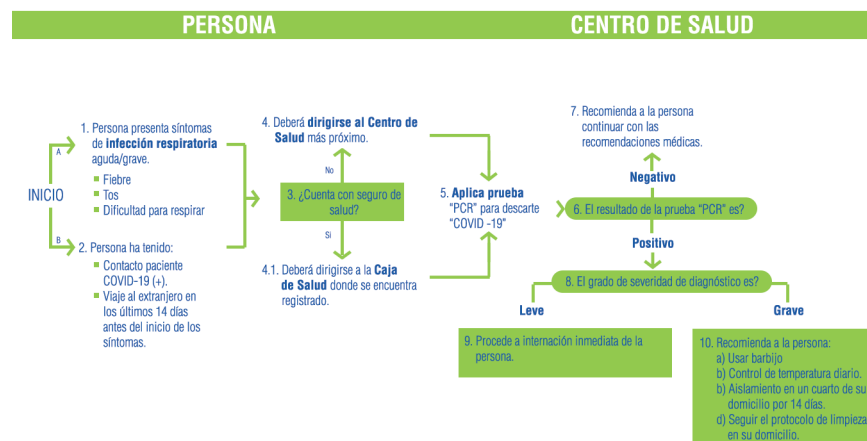 PERSONA
CENTRO DE SALUD
INICIO
A
B
1. Persona presenta síntomas
de infección respiratoria
aguda/grave.
Fiebre
Tos
Dificultad para respirar
2. Persona ha tenido:
Contacto paciente
COVID-19 (+).
Viaje al extranjero en
los últimos 14 días
antes del inicio de los
síntomas.
4. Deberá dirigirse al Centro de
Salud más próximo.
No
3. ¿Cuenta con seguro de
salud?
Si
4.1. Deberá dirigirse a la Caja
de Salud donde se encuentra
registrado.
5. Aplica prueba
"PCR" para descarte
"COVID -19"
7. Recomienda a la persona
continuar con las
recomendaciones médicas.
Negativo
6. El resultado de la prueba "PCR" es?
Positivo
8. El grado de severidad de diagnóstico es?
Leve
Grave
9. Procede a internación inmediata de la
persona.
10. Recomienda a la persona:
a) Usar barbijo
b) Control de temperatura diario.
b) Aislamiento en un cuarto de su
domicilio por 14 días.
d) Seguir el protocolo de limpieza
en su domicilio.